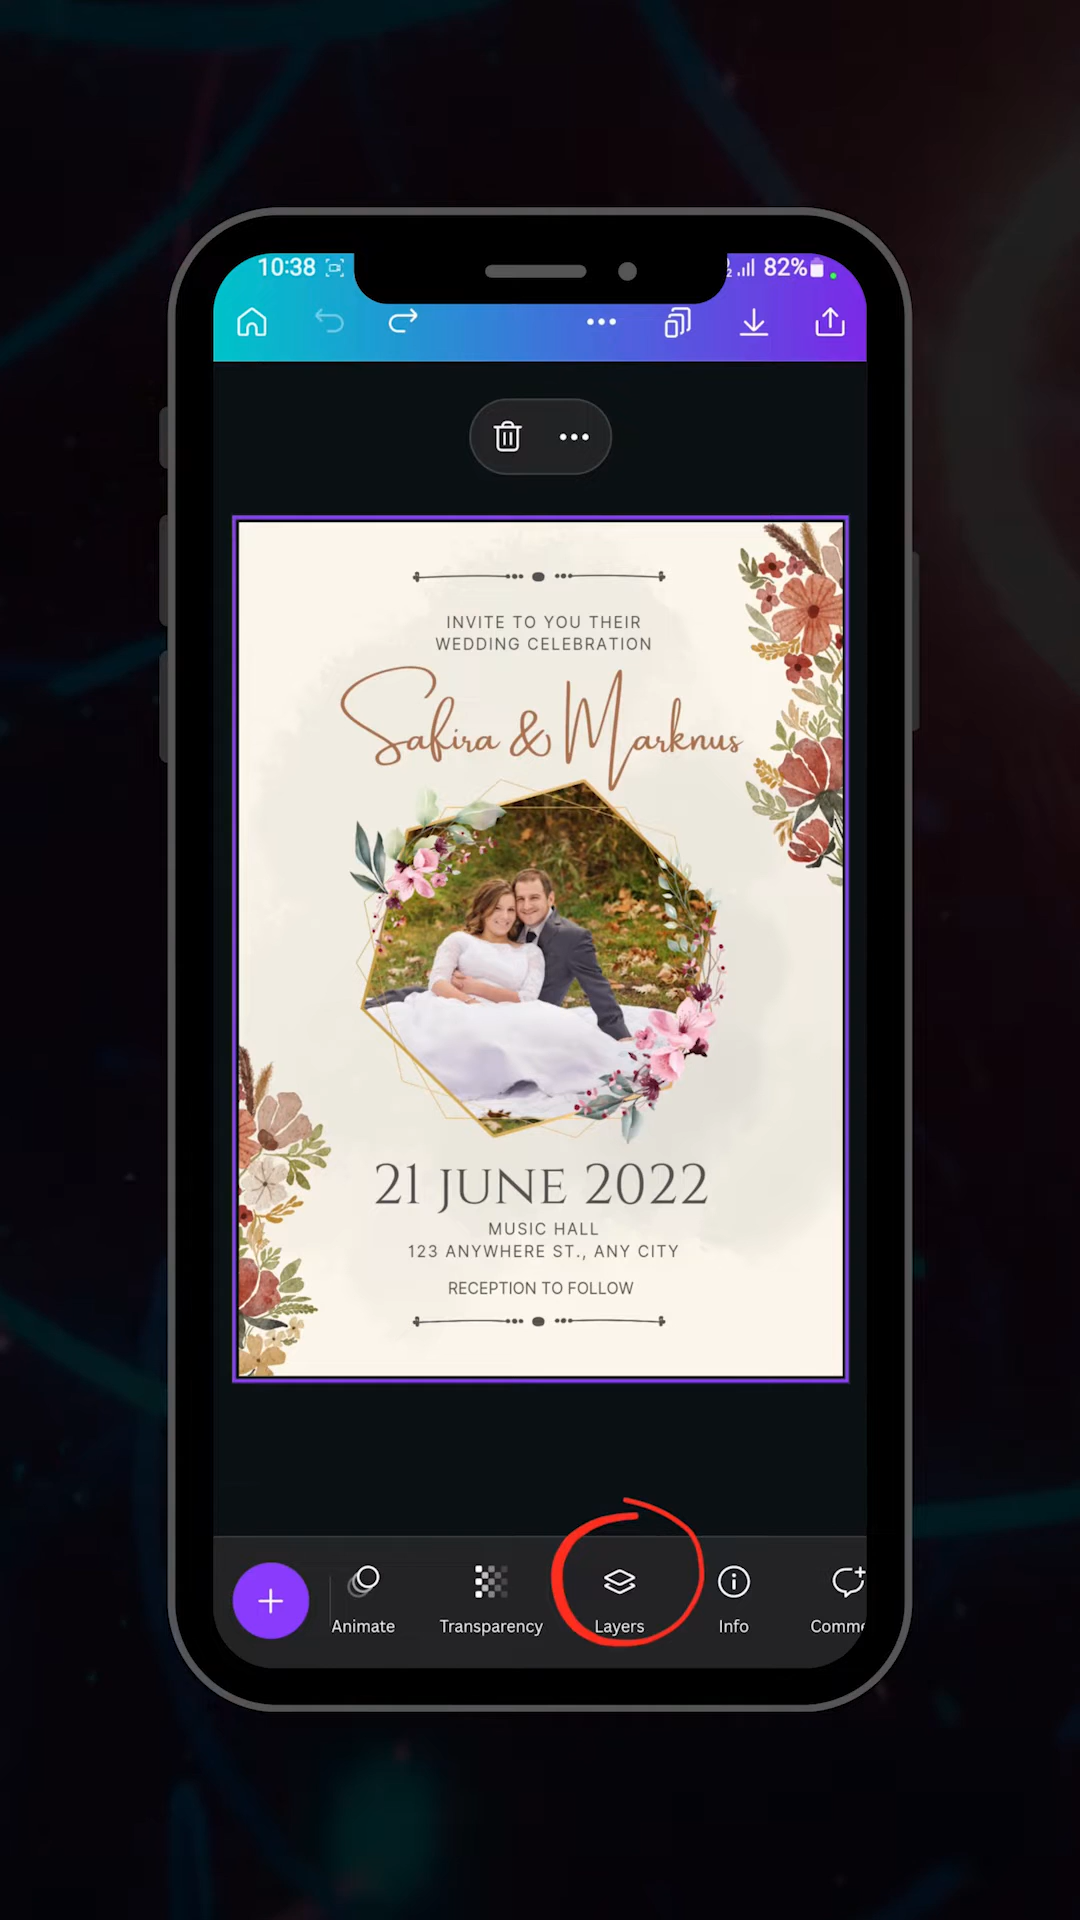 10:38
82%
INVITE TO YOU THEIR
WEDDING CELEBRATION
Safira & Marknus
21 JUNE 2022
MUSIC HALL
123 ANYWHERE ST., ANY CITY
RECEPTION TO FOLLOW
Animate
Transparency
Layers
Info
Comme